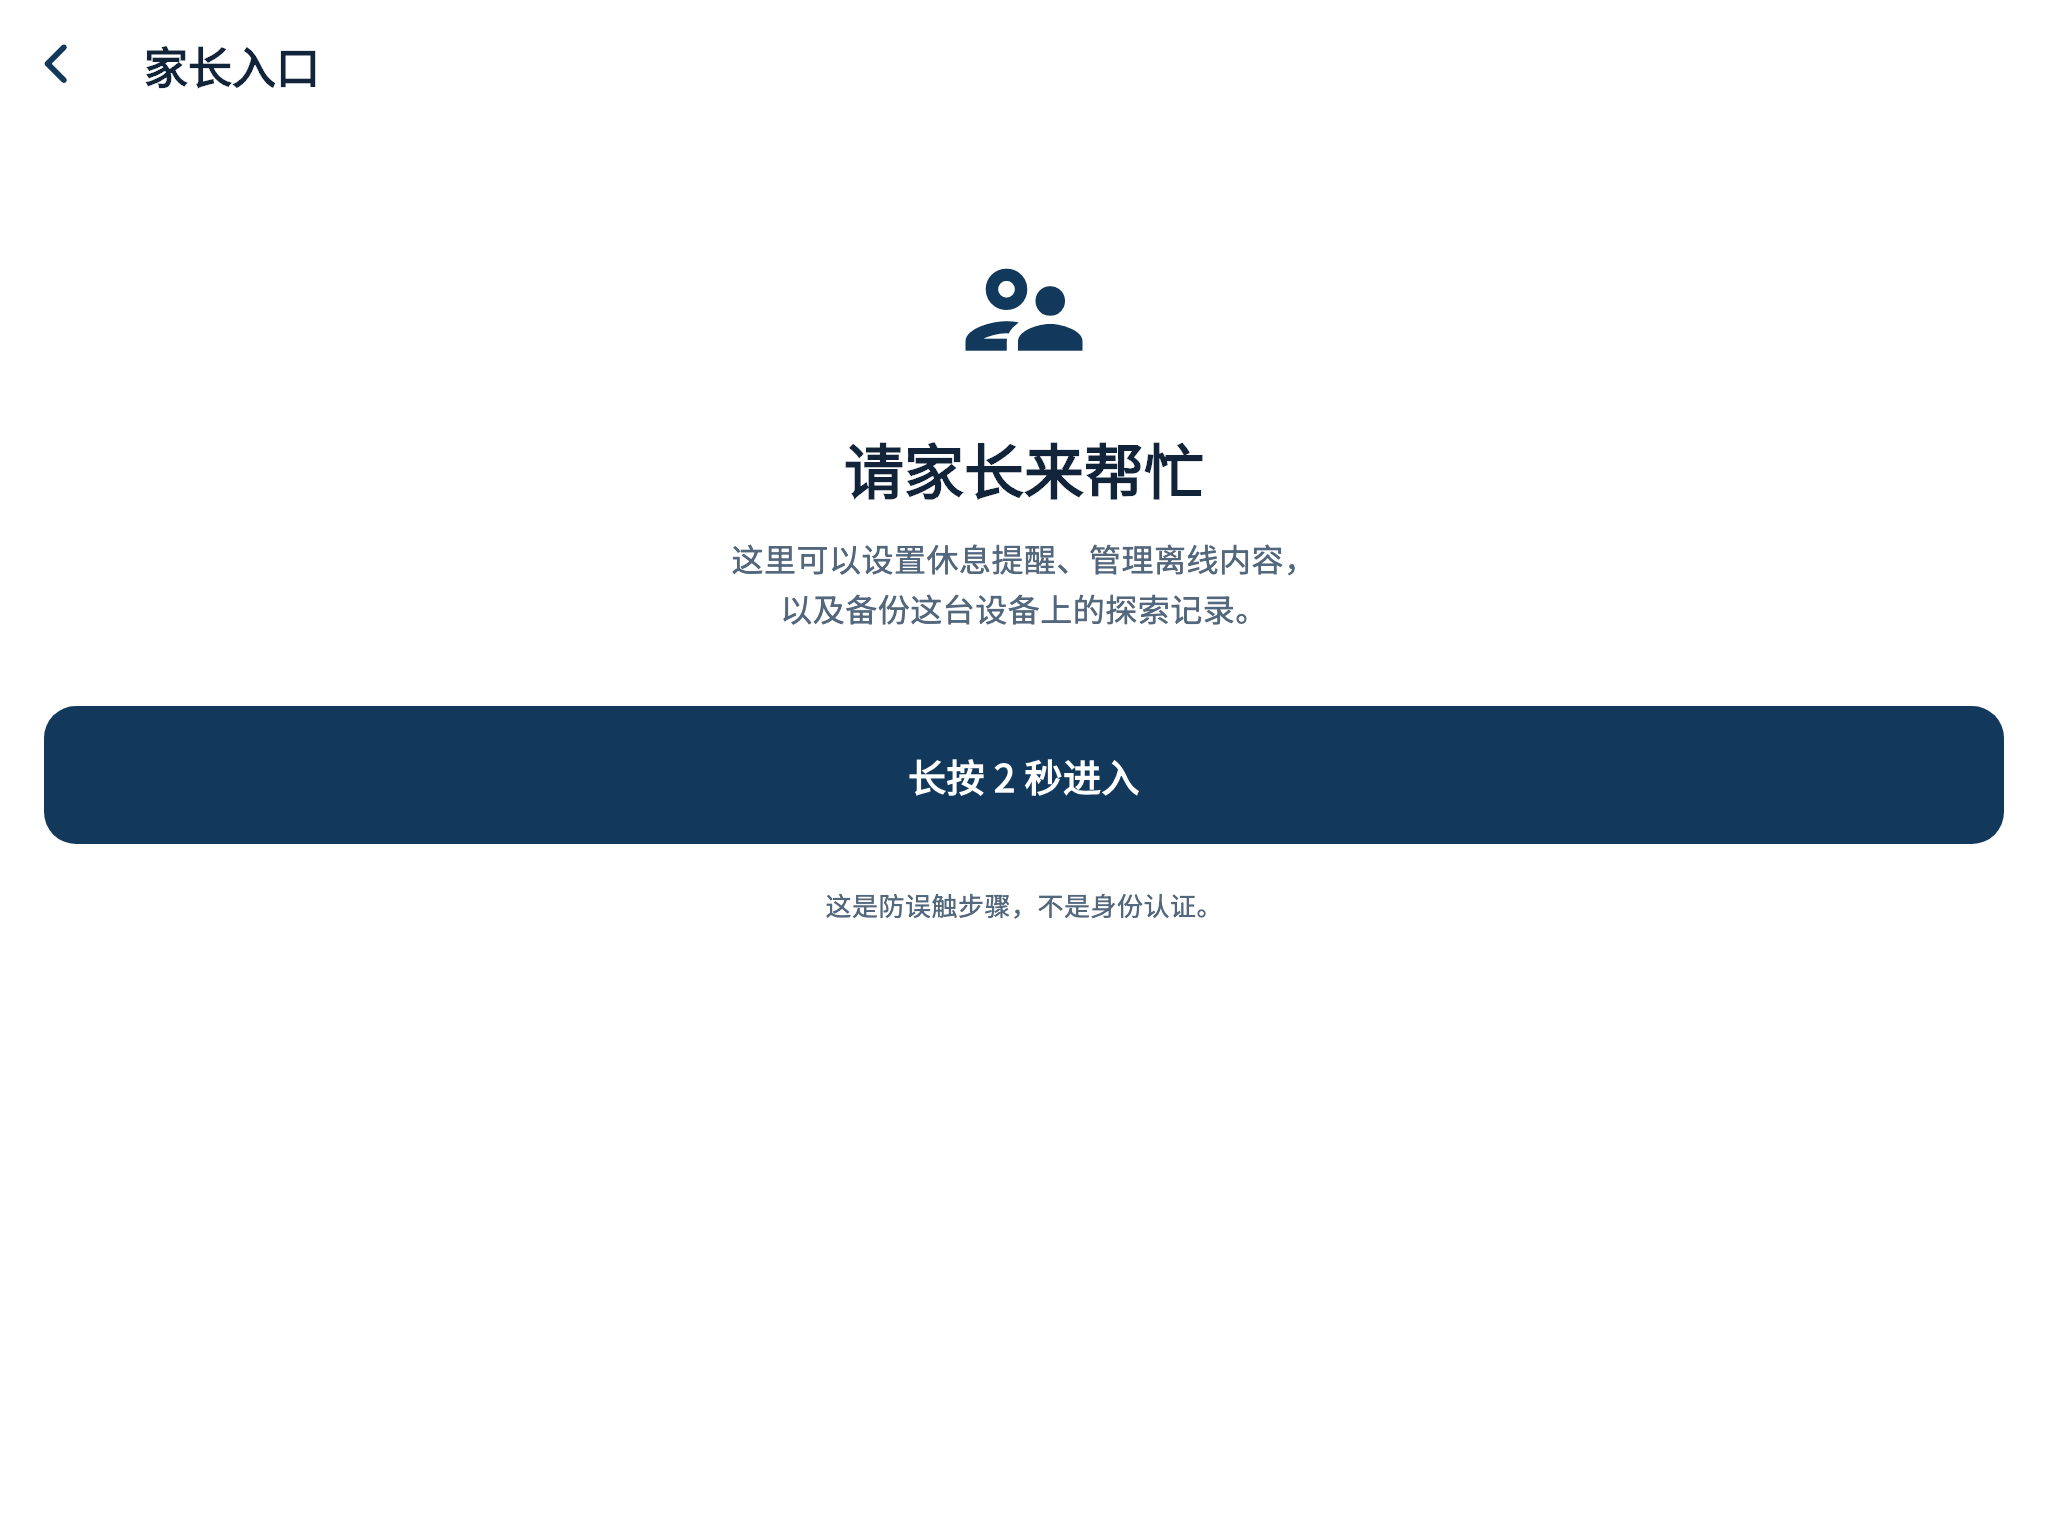 家长入口
请家长来帮忙
这里可以设置休息提醒、管理离线内容，
以及备份这台设备上的探索记录。
长按 2 秒进入
这是防误触步骤，不是身份认证。